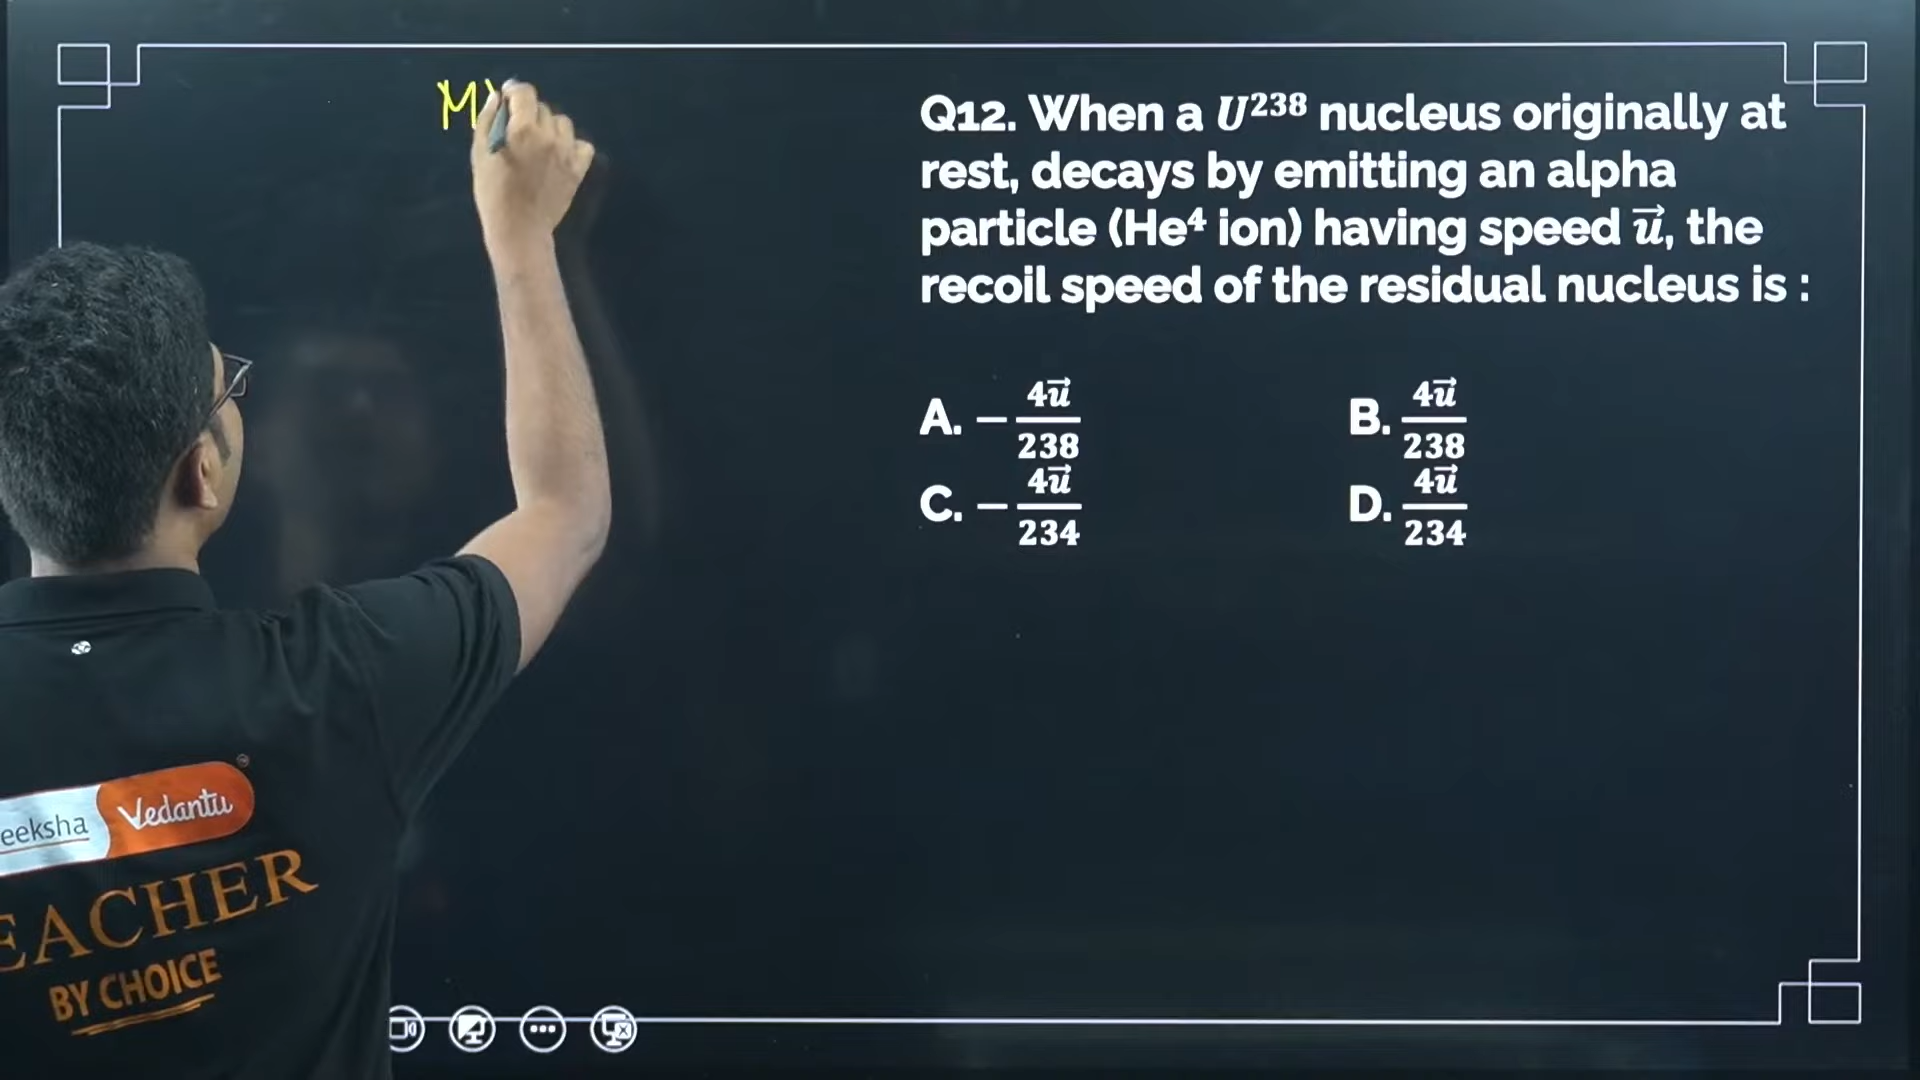 M
Q12. When a U²³⁸ nucleus originally at
rest, decays by emitting an alpha
particle (He⁴ ion) having speed u⃗, the
recoil speed of the residual nucleus is :
A. − 4u⃗/238
B. 4u⃗/238
C. − 4u⃗/234
D. 4u⃗/234
eeksha Vedantu
EACHER
BY CHOICE